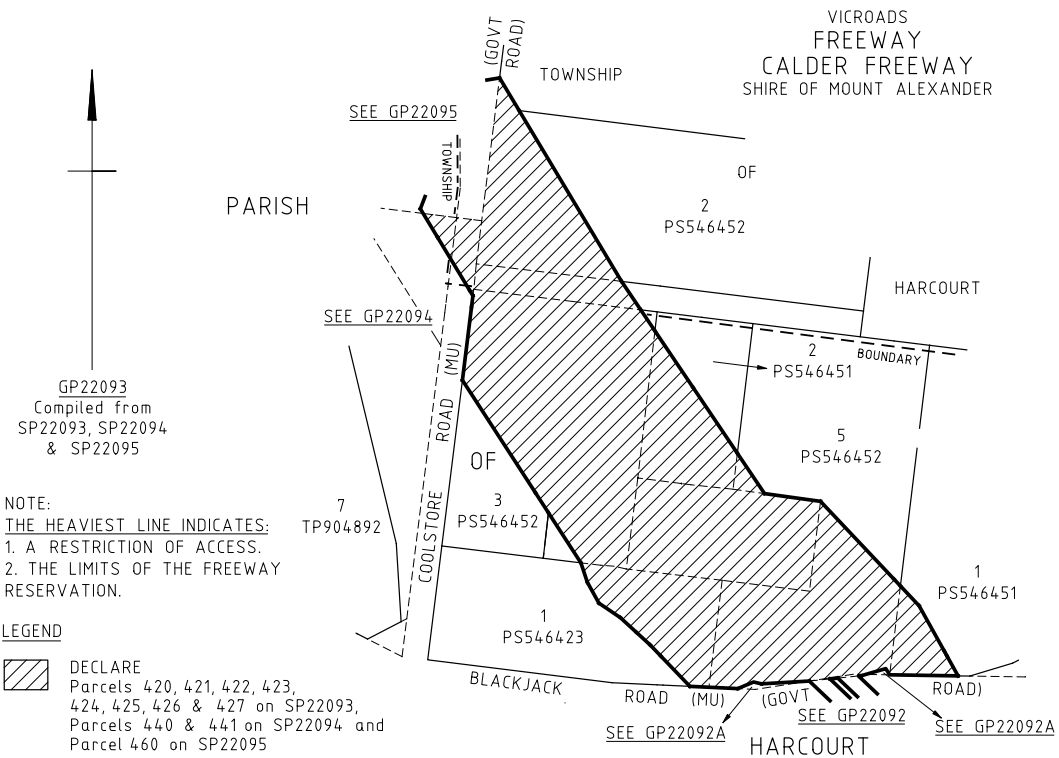 VICROADS
FREEWAY
CALDER FREEWAY
SHIRE OF MOUNT ALEXANDER
(GOVT
ROAD)
TOWNSHIP
SEE GP22095
TOWNSHIP
OF
PARISH
2
PS546452
HARCOURT
SEE GP22094
2
PS546451
BOUNDARY
GP22093
Compiled from
SP22093, SP22094
& SP22095
COOLSTORE ROAD (MU)
5
PS546452
OF
3
PS546452
7
TP904892
NOTE:
THE HEAVIEST LINE INDICATES:
1. A RESTRICTION OF ACCESS.
2. THE LIMITS OF THE FREEWAY
RESERVATION.
1
PS546451
1
PS546423
LEGEND
DECLARE
Parcels 420, 421, 422, 423,
424, 425, 426 & 427 on SP22093,
Parcels 440 & 441 on SP22094 and
Parcel 460 on SP22095
BLACKJACK ROAD (MU) (GOVT ROAD)
SEE GP22092A
SEE GP22092
SEE GP22092A
HARCOURT